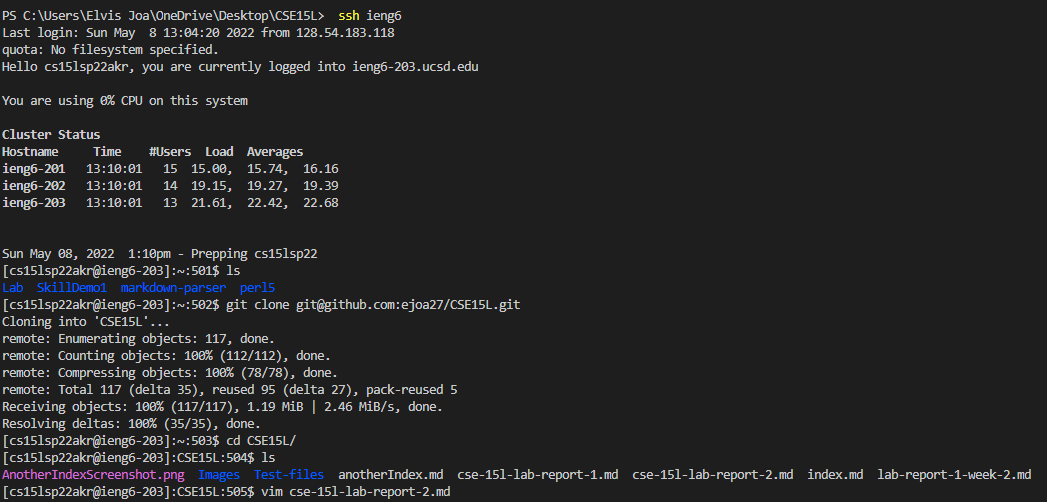 PS C:\Users\Elvis Joa\OneDrive\Desktop\CSE15L>  ssh ieng6
Last login: Sun May  8 13:04:20 2022 from 128.54.183.118
quota: No filesystem specified.
Hello cs15lsp22akr, you are currently logged into ieng6-203.ucsd.edu
You are using 0% CPU on this system
Cluster Status
Hostname     Time    #Users  Load  Averages
ieng6-201   13:10:01   15  15.00,  15.74,  16.16
ieng6-202   13:10:01   14  19.15,  19.27,  19.39
ieng6-203   13:10:01   13  21.61,  22.42,  22.68
Sun May 08, 2022  1:10pm - Prepping cs15lsp22
[cs15lsp22akr@ieng6-203]:~:501$ ls
Lab  SkillDemo1  markdown-parser  perl5
[cs15lsp22akr@ieng6-203]:~:502$ git clone git@github.com:ejoa27/CSE15L.git
Cloning into 'CSE15L'...
remote: Enumerating objects: 117, done.
remote: Counting objects: 100% (112/112), done.
remote: Compressing objects: 100% (78/78), done.
remote: Total 117 (delta 35), reused 95 (delta 27), pack-reused 5
Receiving objects: 100% (117/117), 1.19 MiB | 2.46 MiB/s, done.
Resolving deltas: 100% (35/35), done.
[cs15lsp22akr@ieng6-203]:~:503$ cd CSE15L/
[cs15lsp22akr@ieng6-203]:CSE15L:504$ ls
AnotherIndexScreenshot.png  Images  Test-files  anotherIndex.md  cse-15l-lab-report-1.md  cse-15l-lab-report-2.md  index.md  lab-report-1-week-2.md
[cs15lsp22akr@ieng6-203]:CSE15L:505$ vim cse-15l-lab-report-2.md